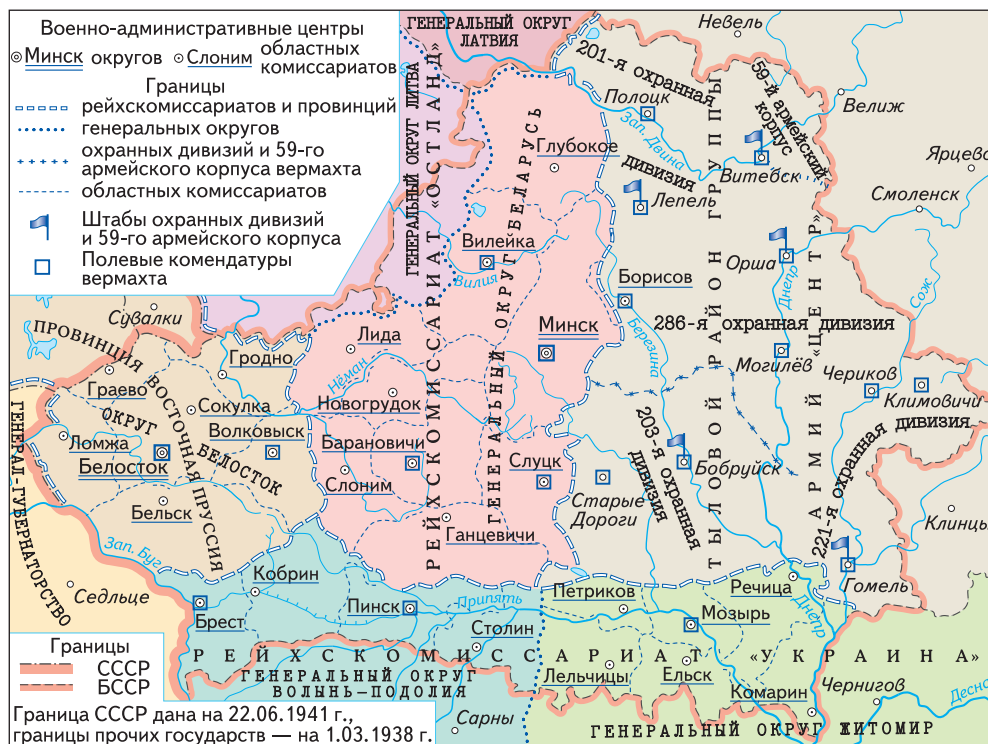 Военно-административные центры
Минск округов
Слоним областных комиссариатов
Границы
рейхскомиссариатов и провинций
генеральных округов
охранных дивизий и 59-го
армейского корпуса вермахта
областных комиссариатов
Штабы охранных дивизий
и 59-го армейского корпуса
Полевые комендатуры
вермахта
ГЕНЕРАЛЬНЫЙ ОКРУГ
ЛАТВИЯ
ГЕНЕРАЛЬНЫЙ ОКРУГ ЛИТВА
РЕЙХСКОМИССАРИАТ «ОСТЛАНД»
ГЕНЕРАЛЬНЫЙ ОКРУГ БЕЛАРУСЬ
ТЫЛОВОЙ РАЙОН ГРУППЫ
АРМИЙ «ЦЕНТР»
201-я охранная
дивизия
59-й армейский
корпус
Невель
Велиж
Ярцево
Смоленск
Полоцк
Зап. Двина
Витебск
Лепель
Глубокое
Вилейка
Вилия
Борисов
Орша
Днепр
Сож
286-я охранная дивизия
Минск
Березина
Могилёв
Чериков
Климовичи
Сувалки
ПРОВИНЦИЯ ВОСТОЧНАЯ ПРУССИЯ
Гродно
Лида
Нёман
Граево
ОКРУГ
БЕЛОСТОК
Сокулка
Новогрудок
Ломжа
Волковыск
Барановичи
Белосток
Слоним
Слуцк
Бобруйск
203-я охранная
дивизия
221-я охранная дивизия
Старые
Дороги
Бельск
Ганцевичи
Клинцы
ГЕНЕРАЛ-ГУБЕРНАТОРСТВО
Зап. Буг
Седльце
Кобрин
Брест
Пинск
Припять
Столин
Петриков
Речица
Гомель
Мозырь
Днепр
РЕЙХСКОМИССАРИАТ «УКРАИНА»
ГЕНЕРАЛЬНЫЙ ОКРУГ
ВОЛЫНЬ—ПОДОЛИЯ
Лельчицы
Ельск
Комарин
Чернигов
Десна
Сарны
ГЕНЕРАЛЬНЫЙ ОКРУГ ЖИТОМИР
Границы
СССР
БССР
Граница СССР дана на 22.06.1941 г.,
границы прочих государств — на 1.03.1938 г.